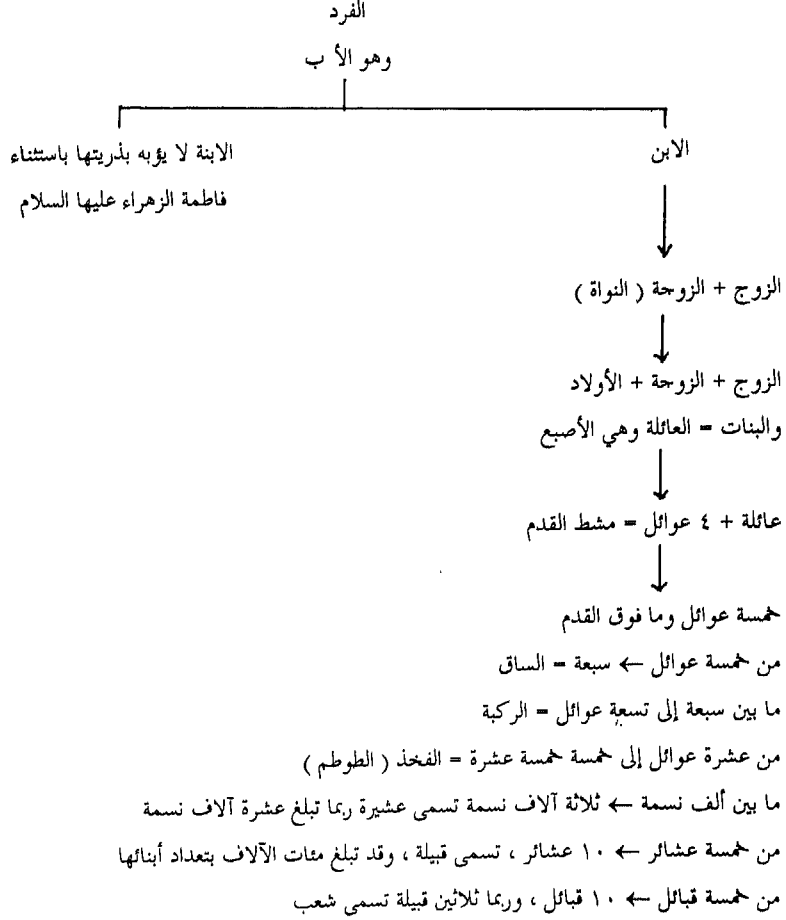 الفرد
وهو الأ ب
الابن
الابنة لا يؤبه بذريتها باستثناء
فاطمة الزهراء عليها السلام
الزوج + الزوجة ( النواة )
الزوج + الزوجة + الأولاد
والبنات = العائلة وهي الأصبع
عائلة + ٤ عوائل = مشط القدم
خمسة عوائل وما فوق القدم
من خمسة عوائل ← سبعة = الساق
ما بين سبعة إلى تسعة عوائل = الركبة
من عشرة عوائل إلى خمسة خمسة عشرة = الفخذ ( الطوطم )
ما بين ألف نسمة ← ثلاثة آلاف نسمة تسمى عشيرة ربما تبلغ عشرة آلاف نسمة
من خمسة عشائر ← ١٠ عشائر ، تسمى قبيلة ، وقد تبلغ مئات الآلاف بتعداد أبنائها
من خمسة قبائل ← ١٠ قبائل ، وربما ثلاثين قبيلة تسمى شعب